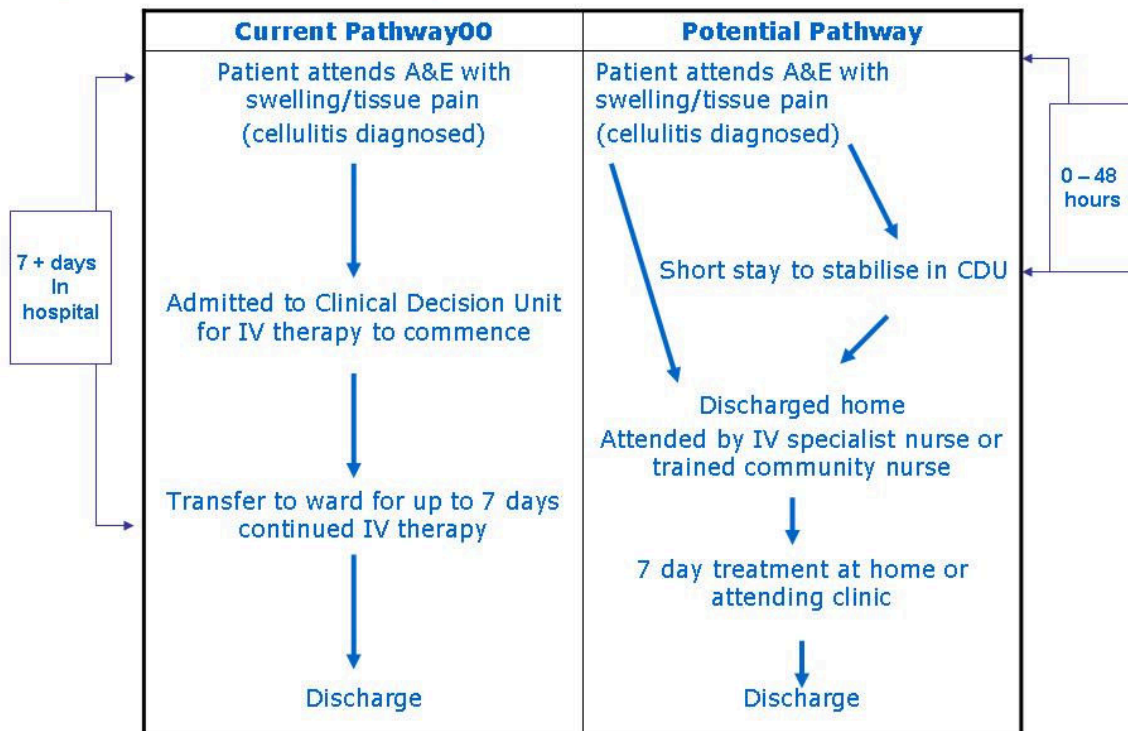 Current Pathway00
Potential Pathway
Patient attends A&E with
swelling/tissue pain
(cellulitis diagnosed)
Admitted to Clinical Decision Unit
for IV therapy to commence
Transfer to ward for up to 7 days
continued IV therapy
Discharge
7 + days
In
hospital
Patient attends A&E with
swelling/tissue pain
(cellulitis diagnosed)
Short stay to stabilise in CDU
Discharged home
Attended by IV specialist nurse or
trained community nurse
7 day treatment at home or
attending clinic
Discharge
0 – 48
hours